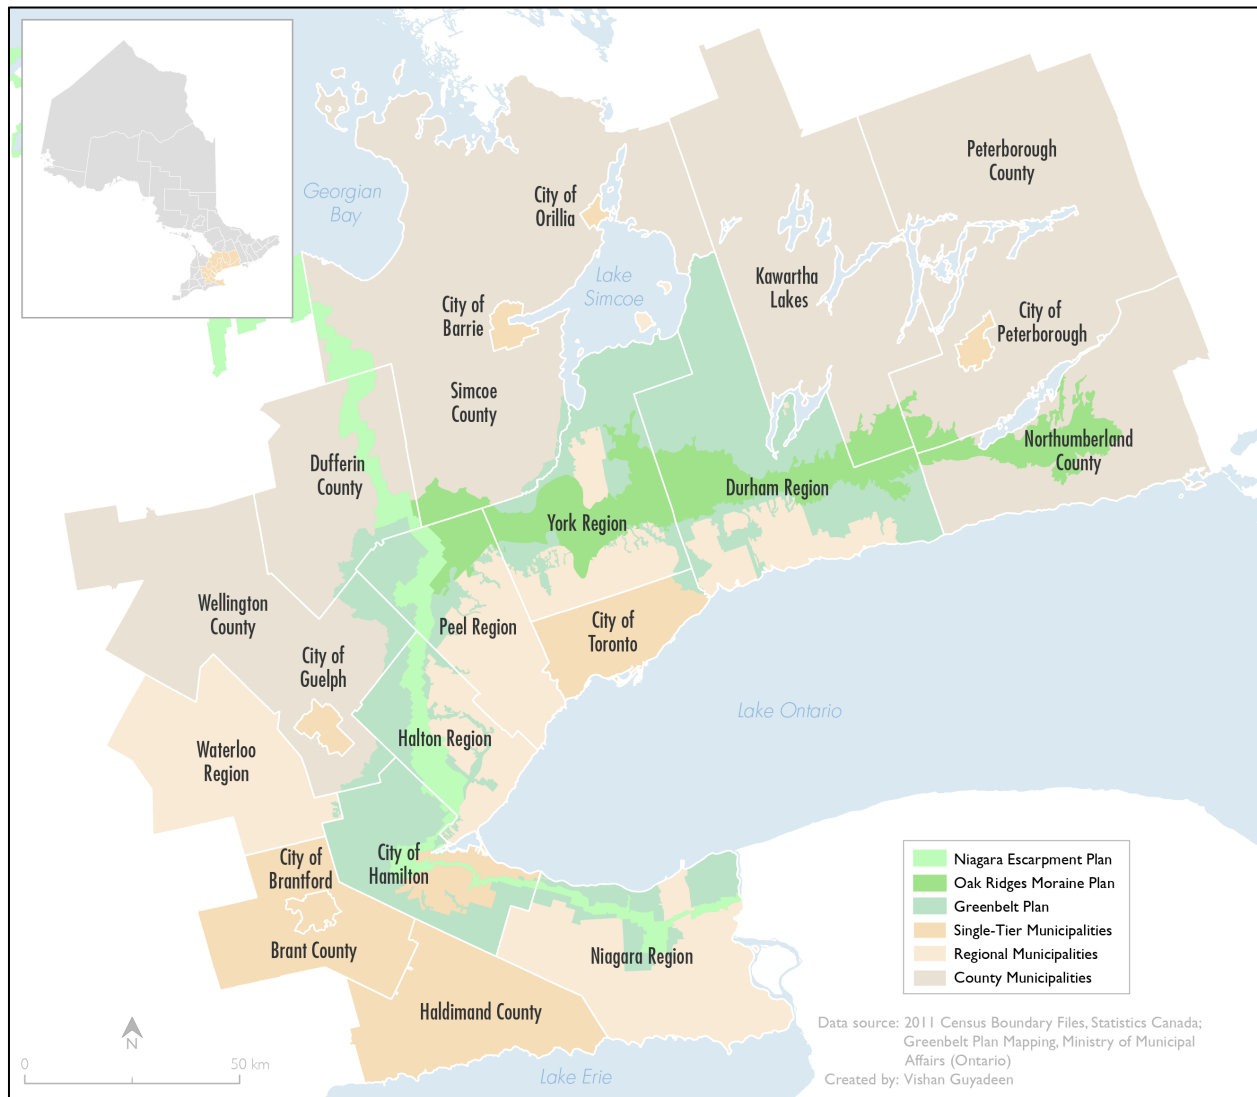 Peterborough
County
Georgian
Bay
City of
Orillia
Lake
Simcoe
Kawartha
Lakes
City of
Barrie
City of
Peterborough
Simcoe
County
Dufferin
County
Northumberland
County
Durham Region
York Region
Wellington
County
Peel Region
City of
Toronto
City of
Guelph
Lake Ontario
Halton Region
Waterloo
Region
City of
Brantford
City of
Hamilton
Brant County
Niagara Region
Haldimand County
Lake Erie
Niagara Escarpment Plan
Oak Ridges Moraine Plan
Greenbelt Plan
Single-Tier Municipalities
Regional Municipalities
County Municipalities
Data source: 2011 Census Boundary Files, Statistics Canada;
Greenbelt Plan Mapping, Ministry of Municipal
Affairs (Ontario)
Created by: Vishan Guyadeen
N
0 50 km